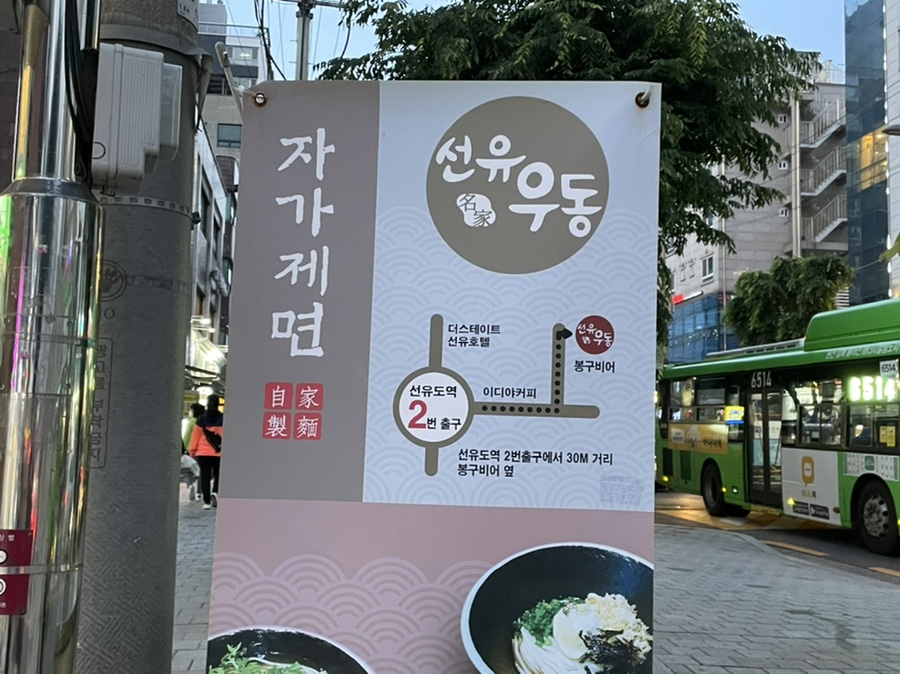 자가제면
自家
製麵
선유
名家
우동
더스테이트
선유호텔
선유
우동
봉구비어
선유도역
2번 출구
이디야커피
선유도역 2번출구에서 30M 거리
봉구비어 옆
6514
6514
6514